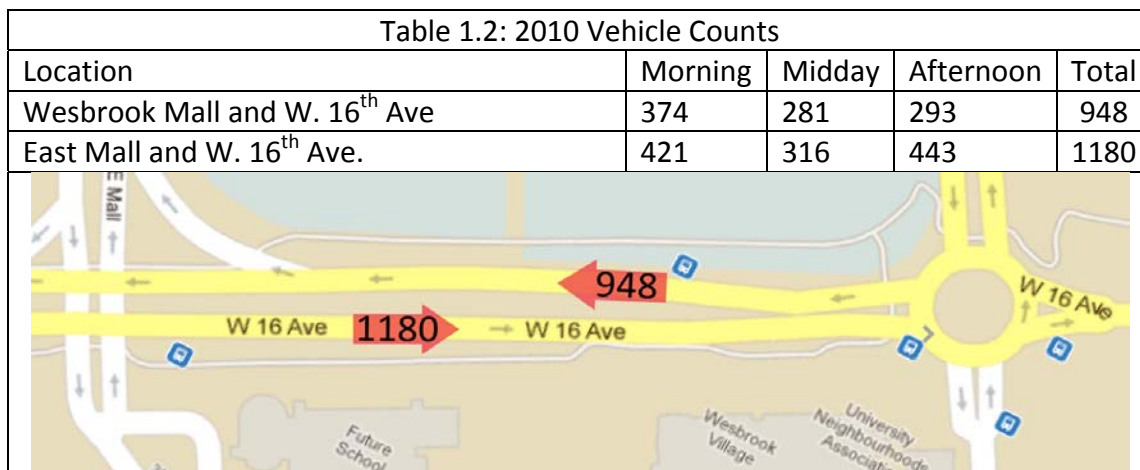 Table 1.2: 2010 Vehicle Counts
Location Morning Midday Afternoon Total
Wesbrook Mall and W. 16th Ave 374 281 293 948
East Mall and W. 16th Ave. 421 316 443 1180
E Mall
948
W 16 Ave
W 16 Ave 1180 W 16 Ave
Future
School
Wesbrook
Village
University
Neighbourhoods